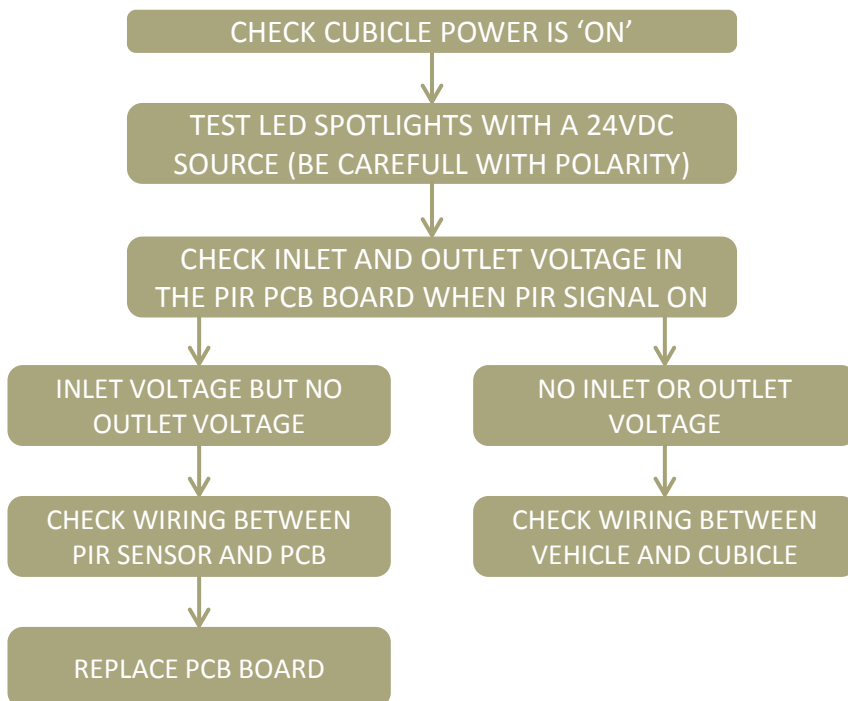 CHECK CUBICLE POWER IS ‘ON’
TEST LED SPOTLIGHTS WITH A 24VDC
SOURCE (BE CAREFULL WITH POLARITY)
CHECK INLET AND OUTLET VOLTAGE IN
THE PIR PCB BOARD WHEN PIR SIGNAL ON
INLET VOLTAGE BUT NO
OUTLET VOLTAGE
NO INLET OR OUTLET
VOLTAGE
CHECK WIRING BETWEEN
PIR SENSOR AND PCB
CHECK WIRING BETWEEN
VEHICLE AND CUBICLE
REPLACE PCB BOARD